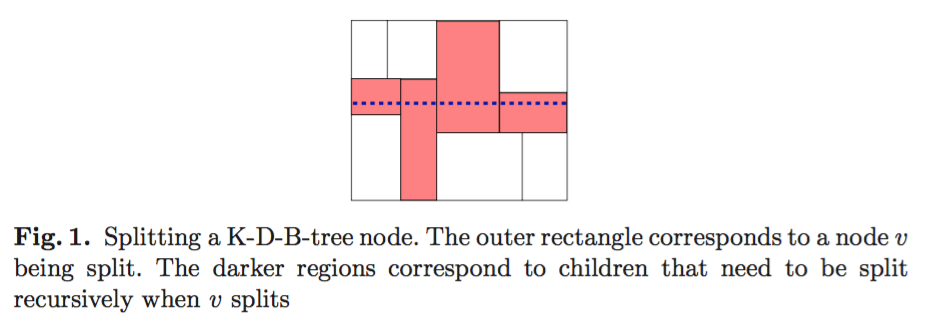 Fig. 1. Splitting a K-D-B-tree node. The outer rectangle corresponds to a node v
being split. The darker regions correspond to children that need to be split
recursively when v splits